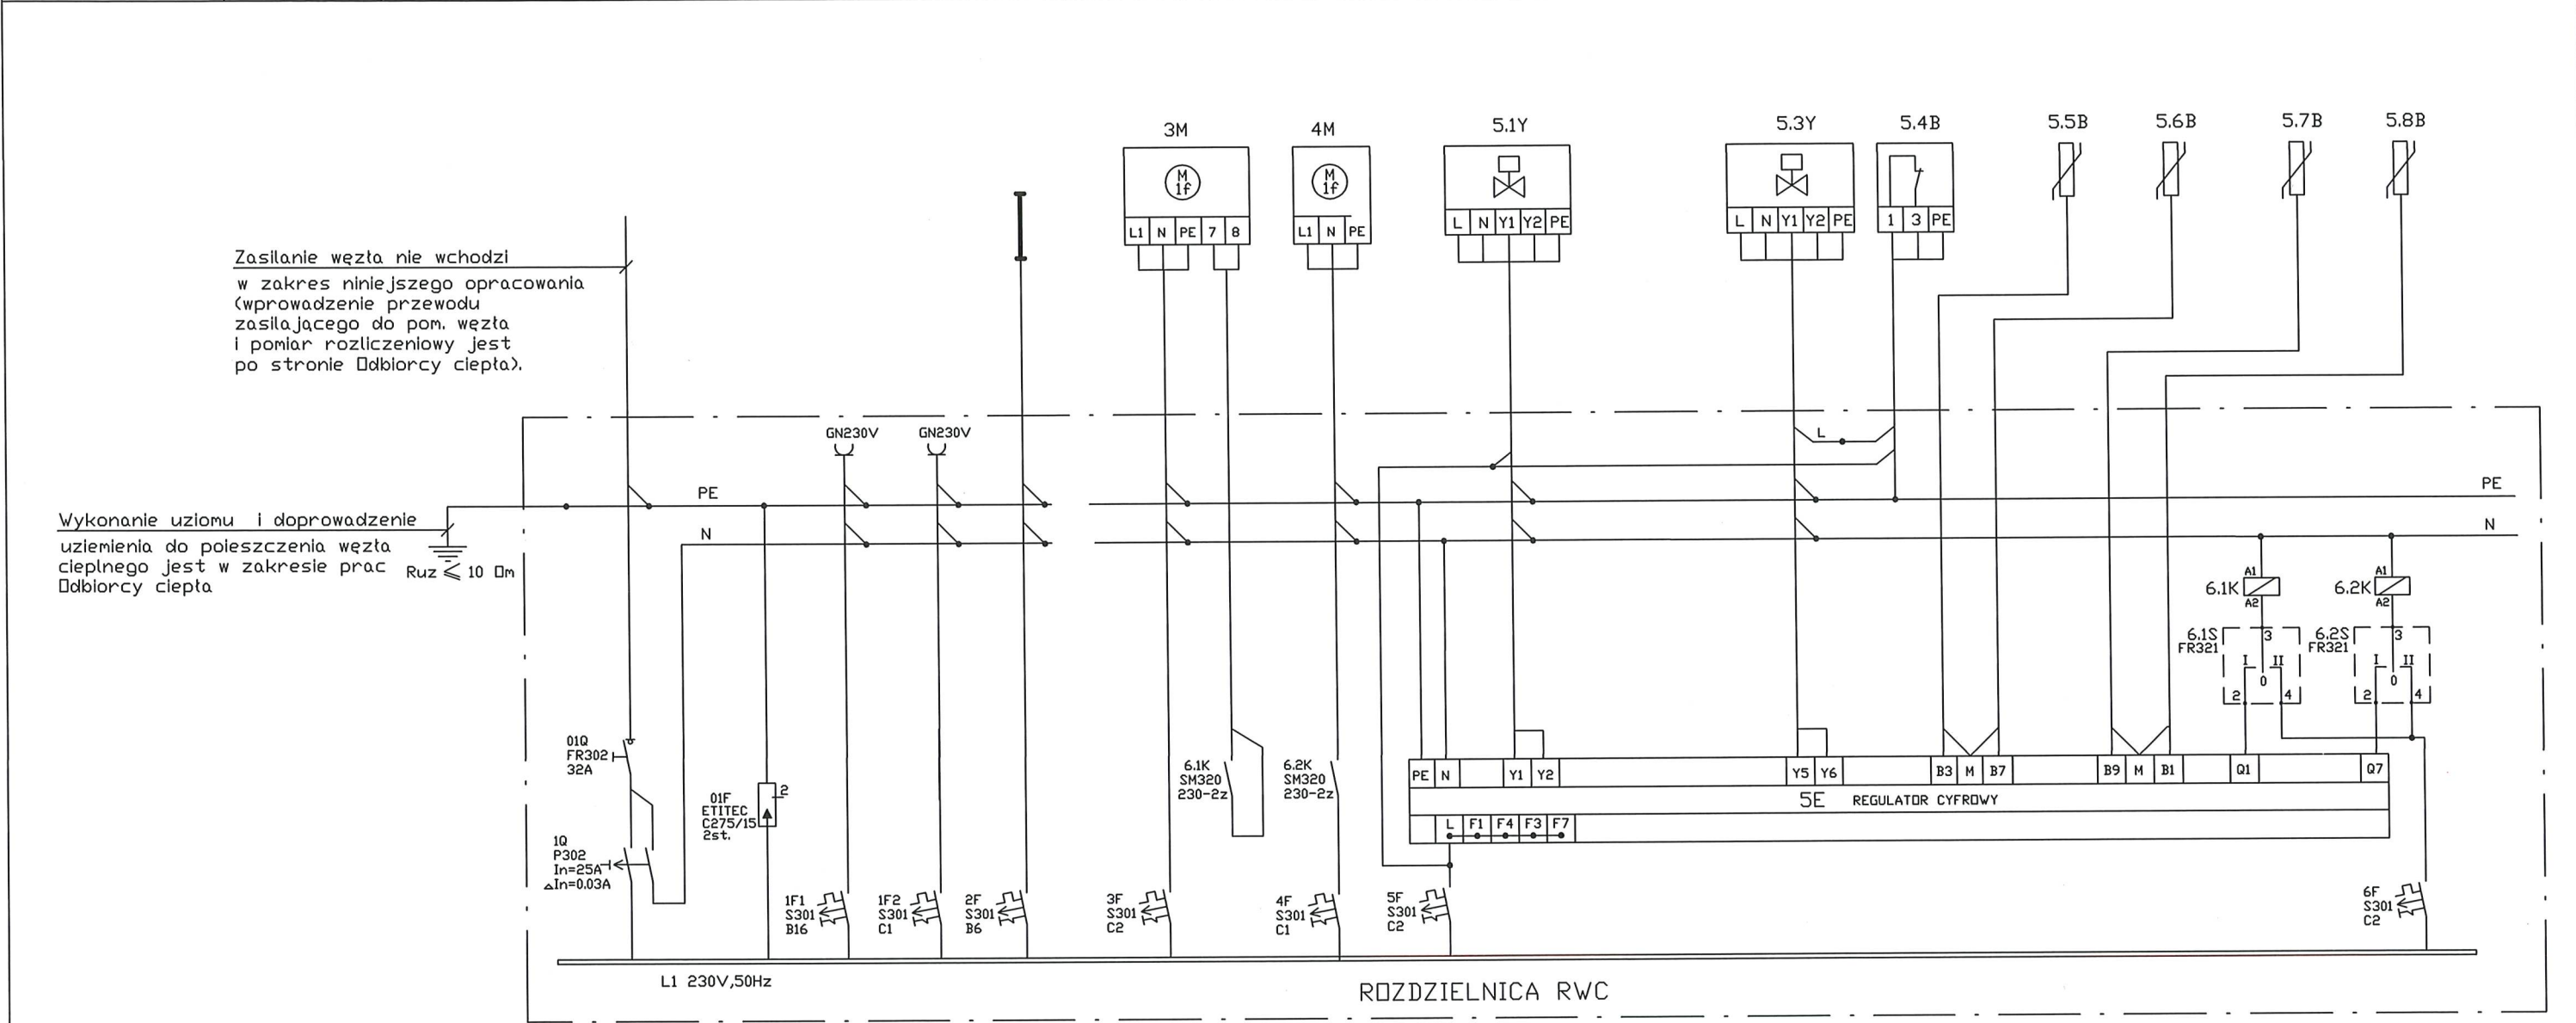 3M
4M
5.1Y
5.3Y
5.4B
5.5B
5.6B
5.7B
5.8B
M
1f
M
1f
L1 N PE 7 8
L1 N PE
L N Y1 Y2 PE
L N Y1 Y2 PE
1 3 PE
Zasilanie węzła nie wchodzi
w zakres niniejszego opracowania
(wprowadzenie przewodu
zasilającego do pom. węzła
i pomiar rozliczeniowy jest
po stronie Odbiorcy ciepła).
GN230V
GN230V
L
PE
PE
N
N
Wykonanie uziomu i doprowadzenie
uziemienia do poieszczenia węzła
cieplnego jest w zakresie prac
Odbiorcy ciepła
Ruz ⩽ 10 Om
A1
6.1K
A2
A1
6.2K
A2
6.1S
FR321
3
I II
0
2 4
6.2S
FR321
3
I II
0
2 4
01Q
FR302
32A
01F
ETITEC
C275/15
2st.
2
6.1K
SM320
230-2z
6.2K
SM320
230-2z
PE N Y1 Y2 Y5 Y6 B3 M B7 B9 M B1 Q1 Q7
5E REGULATOR CYFROWY
L F1 F4 F3 F7
1Q
P302
In=25A
△In=0.03A
1F1
S301
B16
1F2
S301
C1
2F
S301
B6
3F
S301
C2
4F
S301
C1
5F
S301
C2
6F
S301
C2
L1 230V,50Hz
ROZDZIELNICA RWC